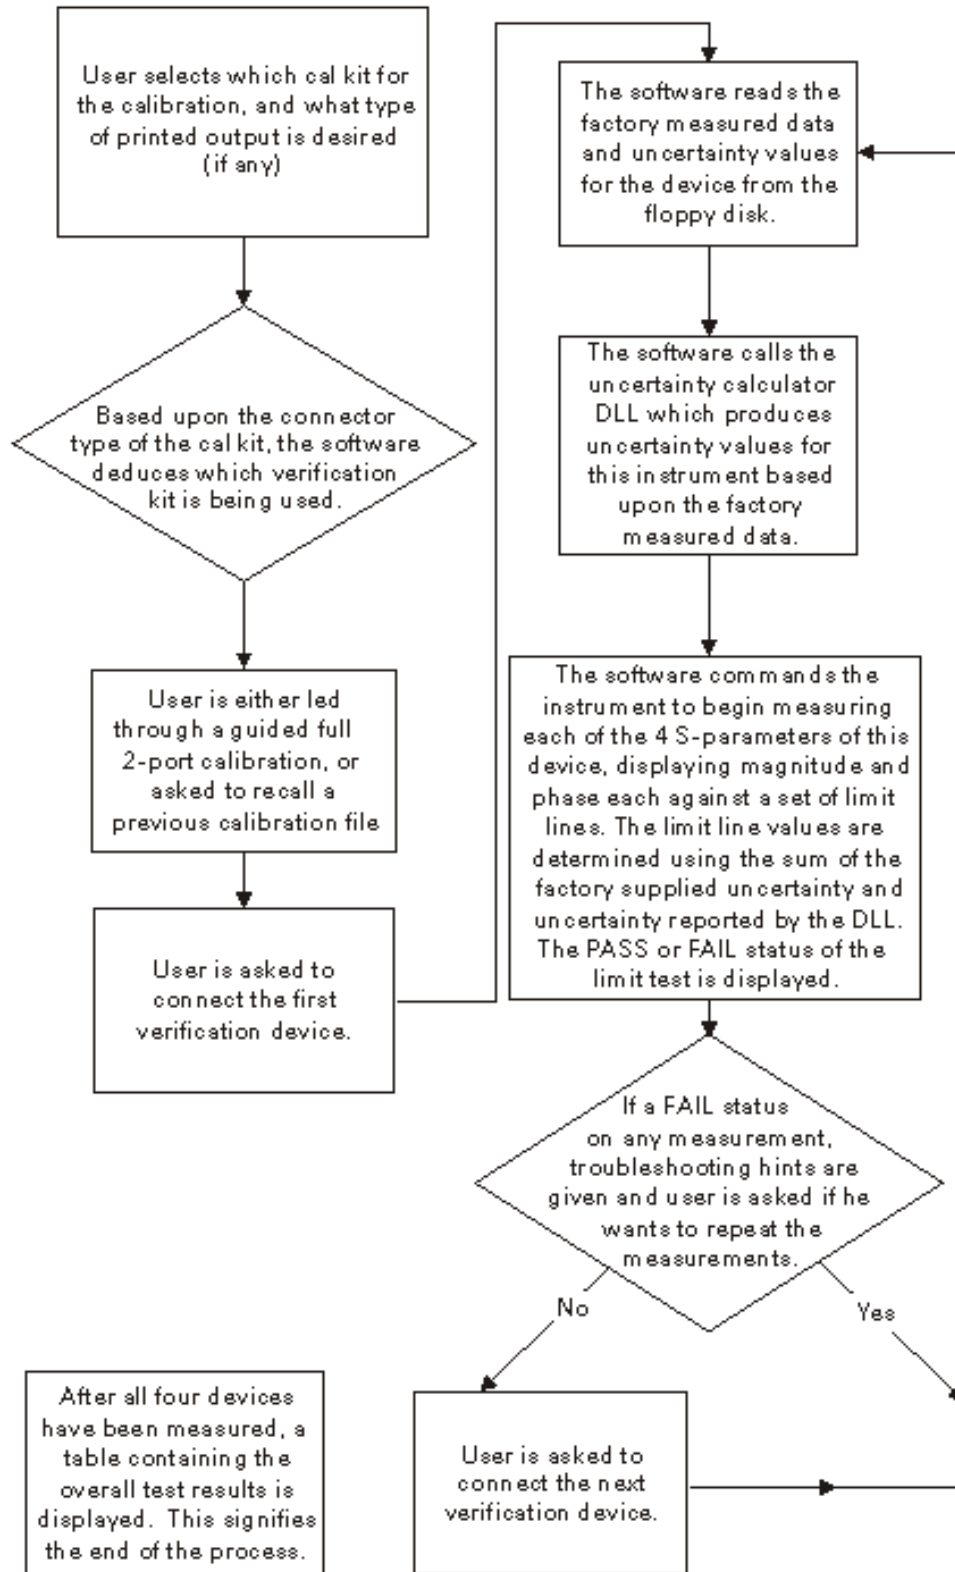 User selects which cal kit for
the calibration, and what type
of printed output is desired
(if any)
Based upon the connector
type of the cal kit, the software
deduces which verification
kit is being used.
User is either led
through a guided full
2-port calibration, or
asked to recall a
previous calibration file
User is asked to
connect the first
verification device.
The software reads the
factory measured data
and uncertainty values
for the device from the
floppy disk.
The software calls the
uncertainty calculator
DLL which produces
uncertainty values for
this instrument based
upon the factory
measured data.
The software commands the
instrument to begin measuring
each of the 4 S-parameters of this
device, displaying magnitude and
phase each against a set of limit
lines. The limit line values are
determined using the sum of the
factory supplied uncertainty and
uncertainty reported by the DLL.
The PASS or FAIL status of the
limit test is displayed.
If a FAIL status
on any measurement,
troubleshooting hints are
given and user is asked if he
wants to repeat the
measurements.
No
Yes
User is asked to
connect the next
verification device.
After all four devices
have been measured, a
table containing the
overall test results is
displayed. This signifies
the end of the process.